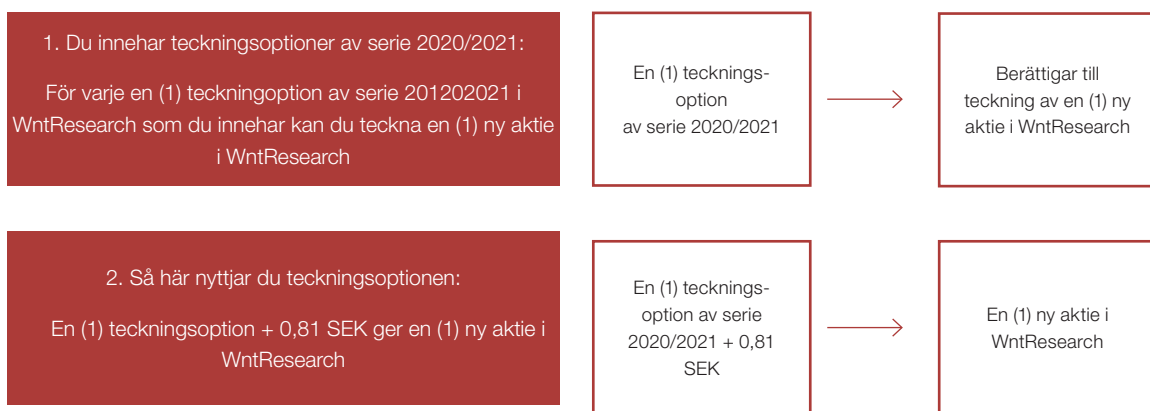 1. Du innehar teckningsoptioner av serie 2020/2021:
För varje en (1) teckningoption av serie 201202021 i
WntResearch som du innehar kan du teckna en (1) ny aktie
i WntResearch
En (1) tecknings-
option
av serie 2020/2021
Berättigar till
teckning av en (1) ny
aktie i WntResearch
2. Så här nyttjar du teckningsoptionen:
En (1) teckningsoption + 0,81 SEK ger en (1) ny aktie i
WntResearch
En (1) tecknings-
option av serie
2020/2021 + 0,81
SEK
En (1) ny aktie i
WntResearch